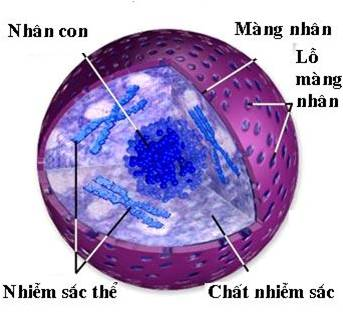 Nhân con
Màng nhân
Lỗ
màng
nhân
Nhiễm sắc thể
Chất nhiễm sắc